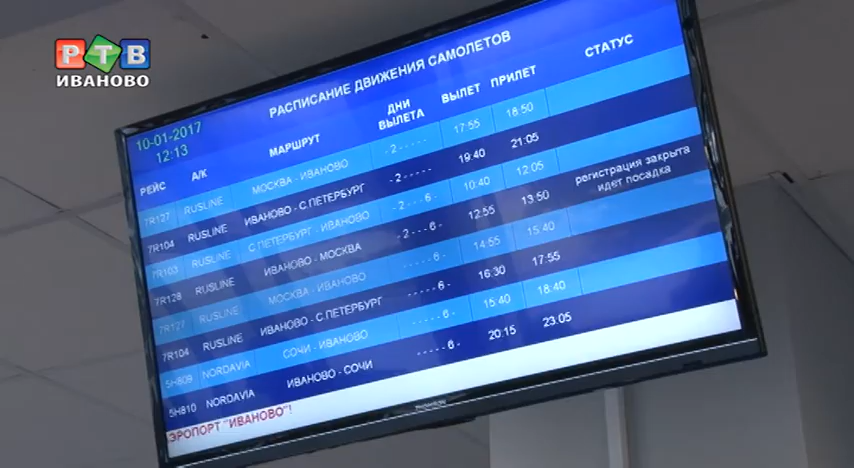 РТВ
ИВАНОВО
РАСПИСАНИЕ ДВИЖЕНИЯ САМОЛЕТОВ
10-01-2017
12:13
РЕЙС А/К МАРШРУТ ДНИ ВЫЛЕТА ВЫЛЕТ ПРИЛЕТ СТАТУС
7R127 RUSLINE МОСКВА - ИВАНОВО - 2 - - - - - 17:55 18:50
7R104 RUSLINE ИВАНОВО - С.ПЕТЕРБУРГ - 2 - - - - - 19:40 21:05
7R103 RUSLINE С.ПЕТЕРБУРГ - ИВАНОВО - 2 - - - 6 - 10:40 12:05
7R128 RUSLINE ИВАНОВО - МОСКВА - 2 - - - 6 - 12:55 13:50 регистрация закрыта идет посадка
7R127 RUSLINE МОСКВА - ИВАНОВО - - - - - 6 - 14:55 15:40
7R104 RUSLINE ИВАНОВО - С.ПЕТЕРБУРГ - - - - - 6 - 16:30 17:55
5H809 NORDAVIA СОЧИ - ИВАНОВО - - - - - 6 - 15:40 18:40
5H810 NORDAVIA ИВАНОВО - СОЧИ - - - - - 6 - 20:15 23:05
ЭРОПОРТ "ИВАНОВО"!
THOMSON